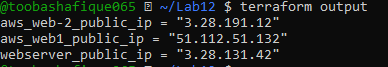 @toobashafique065 ~/Lab12 $ terraform output
aws_web-2_public_ip = "3.28.191.12"
aws_web1_public_ip = "51.112.51.132"
webserver_public_ip = "3.28.131.42"